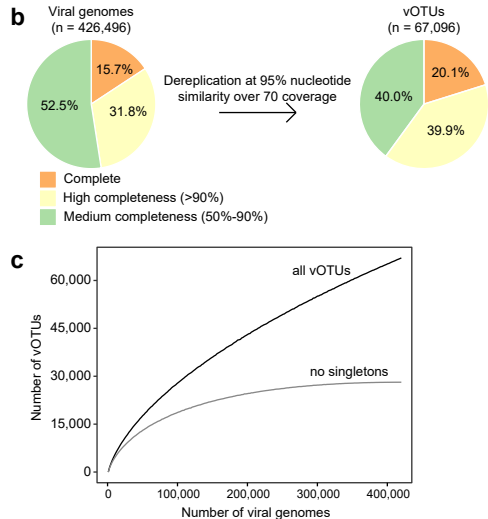 b
Viral genomes
(n = 426,496)
vOTUs
(n = 67,096)
15.7%
31.8%
52.5%
Dereplication at 95% nucleotide
similarity over 70 coverage
20.1%
39.9%
40.0%
Complete
High completeness (>90%)
Medium completeness (50%-90%)
c
Number of vOTUs
60,000
45,000
30,000
15,000
0
all vOTUs
no singletons
0
100,000
200,000
300,000
400,000
Number of viral genomes